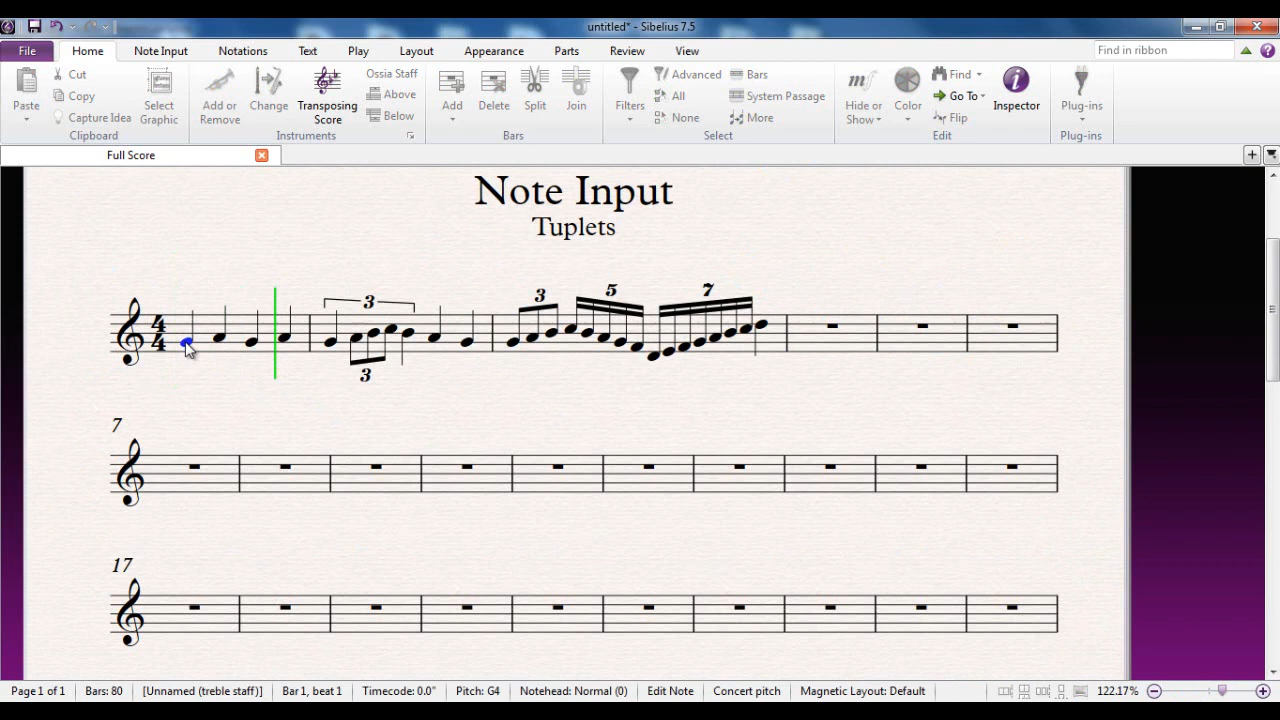 untitled* - Sibelius 7.5
File Home Note Input Notations Text Play Layout Appearance Parts Review View Find in ribbon
Paste Cut Copy Capture Idea Select Graphic Clipboard
Add or Remove Change Transposing Score Ossia Staff Above Below Instruments
Add Delete Split Join Bars
Filters Advanced All None Bars System Passage More Select
Hide or Show Color Find Go To Flip Inspector Edit
Plug-ins Plug-ins
Full Score
Note Input
Tuplets
3 3 5 7
4
4
3
7
17
Page 1 of 1 Bars: 80 [Unnamed (treble staff)] Bar 1, beat 1 Timecode: 0.0" Pitch: G4 Notehead: Normal (0) Edit Note Concert pitch Magnetic Layout: Default 122.17%